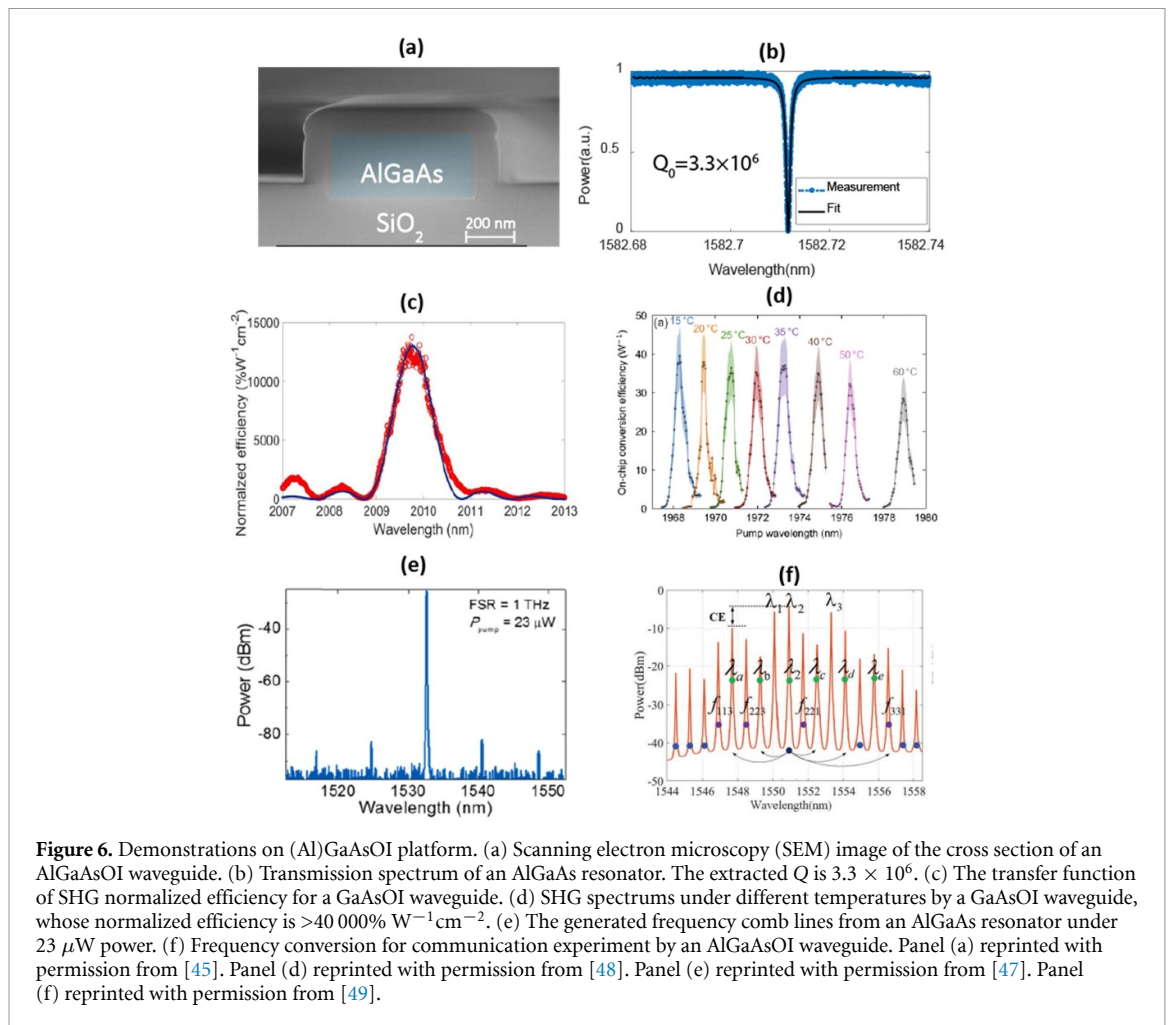 (a)
AlGaAs
SiO2
200 nm
(b)
Power(a.u.)
1
0.5
0
Q0=3.3×10⁶
Measurement
Fit
1582.68 1582.7 1582.72 1582.74
Wavelength(nm)
(c)
Normalized efficiency (%W⁻¹cm⁻²)
15000
10000
5000
0
2007 2008 2009 2010 2011 2012 2013
Wavelength (nm)
(d)
On-chip conversion efficiency (W⁻¹)
50
40
30
20
10
0
(a) 15 °C 20 °C 25 °C 30 °C 35 °C 40 °C 50 °C 60 °C
1968 1970 1972 1974 1976 1978 1980
Pump wavelength (nm)
(e)
Power (dBm)
-40
-60
-80
FSR = 1 THz
Ppump = 23 μW
1520 1530 1540 1550
Wavelength (nm)
(f)
Power(dBm)
0
-10
-20
-30
-40
-50
CE
λ1 λ2 λ3
λa λb λ2 λc λd λe
f113 f223 f221 f331
1544 1546 1548 1550 1552 1554 1556 1558
Wavelength(nm)
Figure 6. Demonstrations on (Al)GaAsOI platform. (a) Scanning electron microscopy (SEM) image of the cross section of an
AlGaAsOI waveguide. (b) Transmission spectrum of an AlGaAs resonator. The extracted Q is 3.3 × 10⁶. (c) The transfer function
of SHG normalized efficiency for a GaAsOI waveguide. (d) SHG spectrums under different temperatures by a GaAsOI waveguide,
whose normalized efficiency is >40 000% W⁻¹cm⁻². (e) The generated frequency comb lines from an AlGaAs resonator under
23 μW power. (f) Frequency conversion for communication experiment by an AlGaAsOI waveguide. Panel (a) reprinted with
permission from [45]. Panel (d) reprinted with permission from [48]. Panel (e) reprinted with permission from [47]. Panel
(f) reprinted with permission from [49].